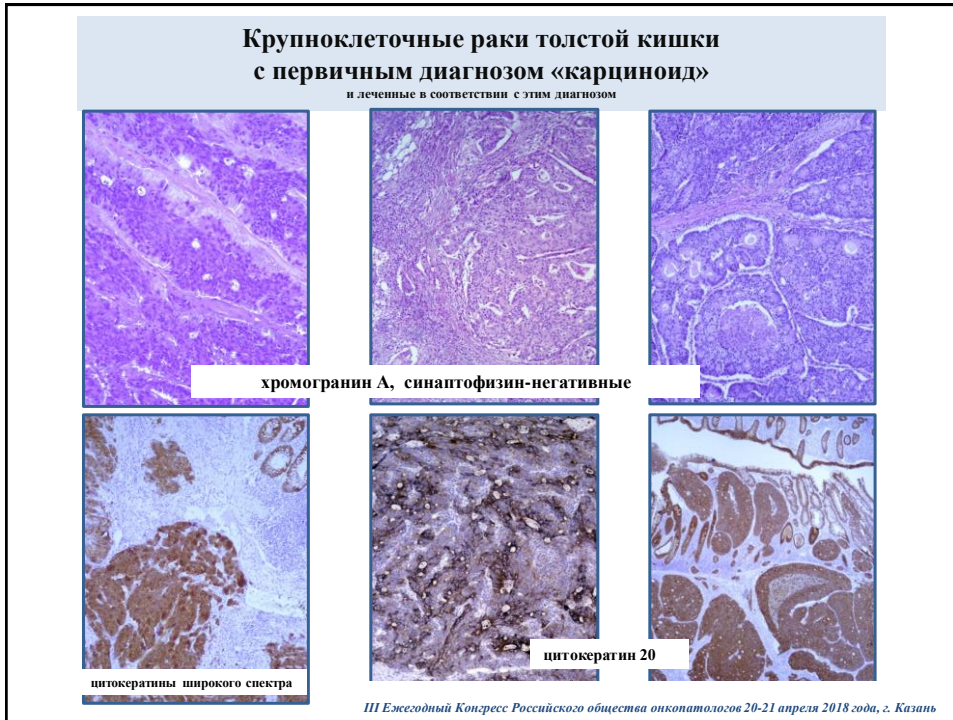 Крупноклеточные раки толстой кишки
с первичным диагнозом «карциноид»
и леченные в соответствии с этим диагнозом
хромогранин А, синаптофизин-негативные
цитокератин 20
цитокератины широкого спектра
III Ежегодный Конгресс Российского общества онкопатологов 20-21 апреля 2018 года, г. Казань